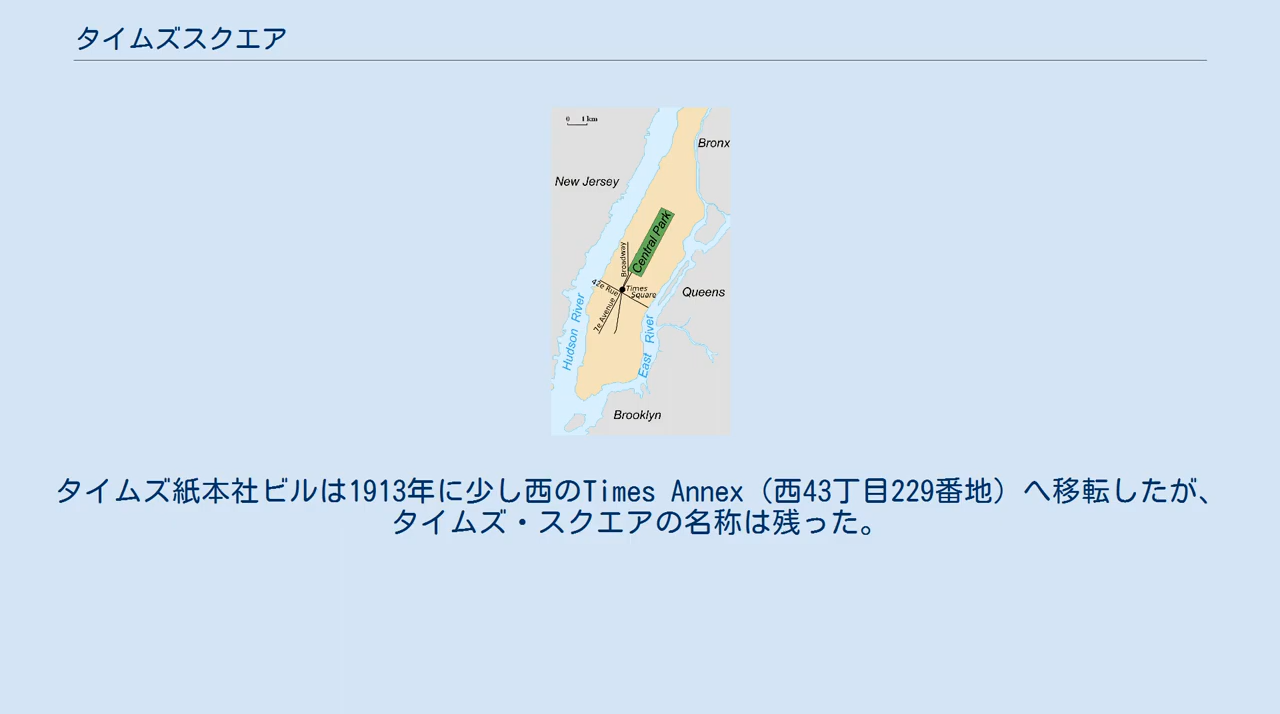 タイムズスクエア
0 1 km
Bronx
New Jersey
Central Park
Broadway
42e Rue
Times
Square
7e Avenue
Queens
Hudson River
East River
Brooklyn
タイムズ紙本社ビルは1913年に少し西のTimes Annex（西43丁目229番地）へ移転したが、
タイムズ・スクエアの名称は残った。